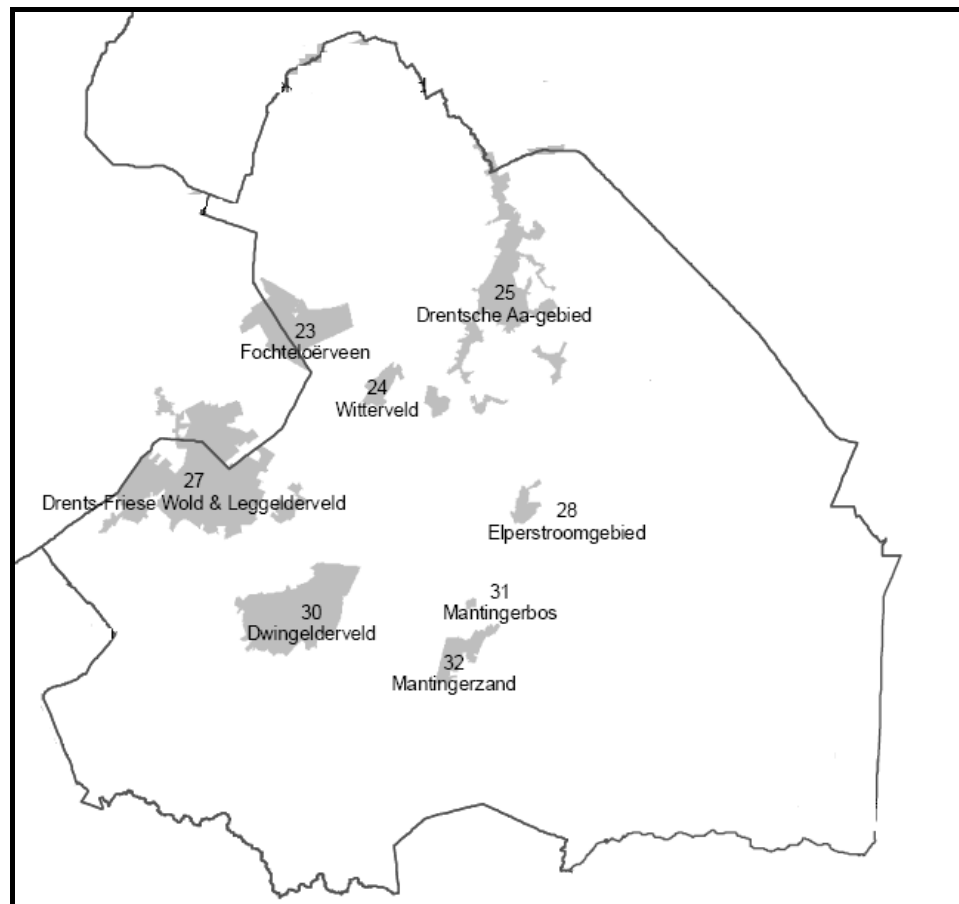 25
Drentsche Aa-gebied
23
Fochteloërveen
24
Witterveld
27
Drents-Friese Wold & Leggelderveld
28
Elperstroomgebied
31
Mantingerbos
30
Dwingelderveld
32
Mantingerzand